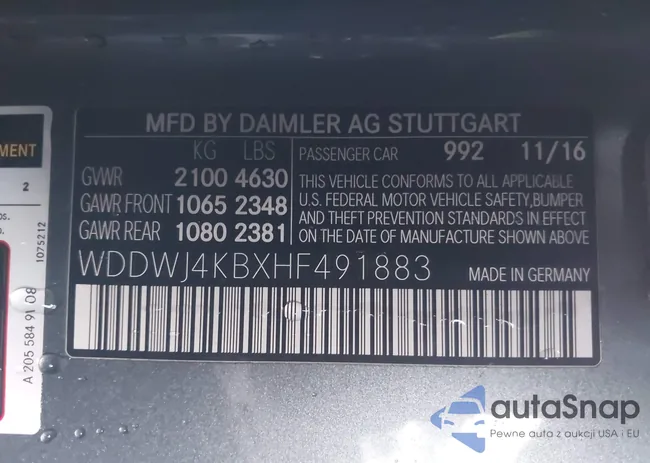 MFD BY DAIMLER AG STUTTGART
KG LBS
GVWR 2100 4630
GAWR FRONT 1065 2348
GAWR REAR 1080 2381
PASSENGER CAR 992 11/16
THIS VEHICLE CONFORMS TO ALL APPLICABLE
U.S. FEDERAL MOTOR VEHICLE SAFETY,BUMPER
AND THEFT PREVENTION STANDARDS IN EFFECT
ON THE DATE OF MANUFACTURE SHOWN ABOVE
WDDWJ4KBXHF491883 MADE IN GERMANY
MENT
2
os.
1075212
A 205 584 91 08
autaSnap
Pewne auta z aukcji USA i EU